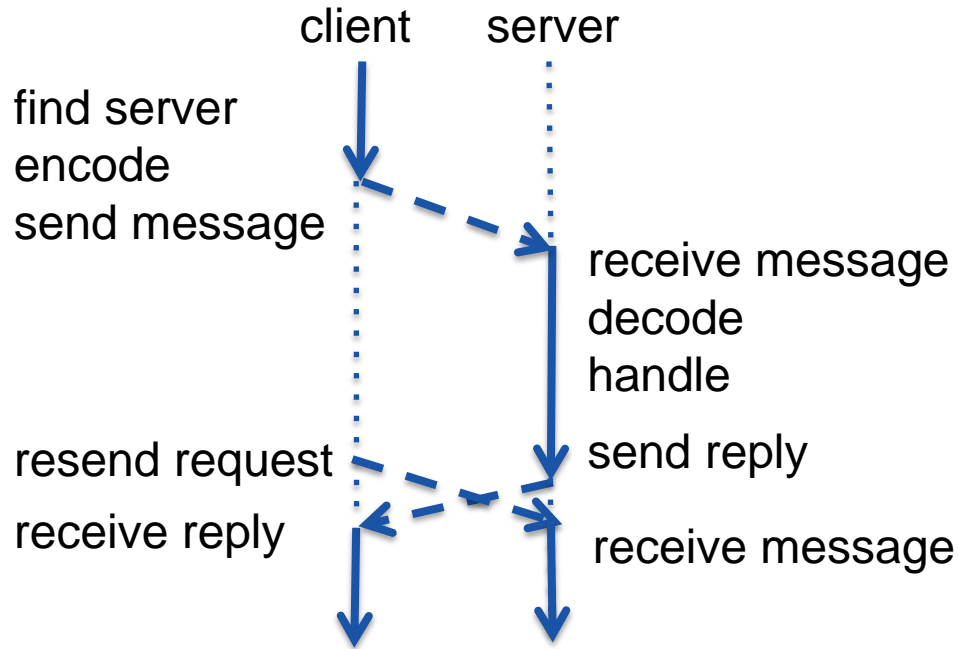 client server
find server
encode
send message
receive message
decode
handle
resend request
send reply
receive reply
receive message